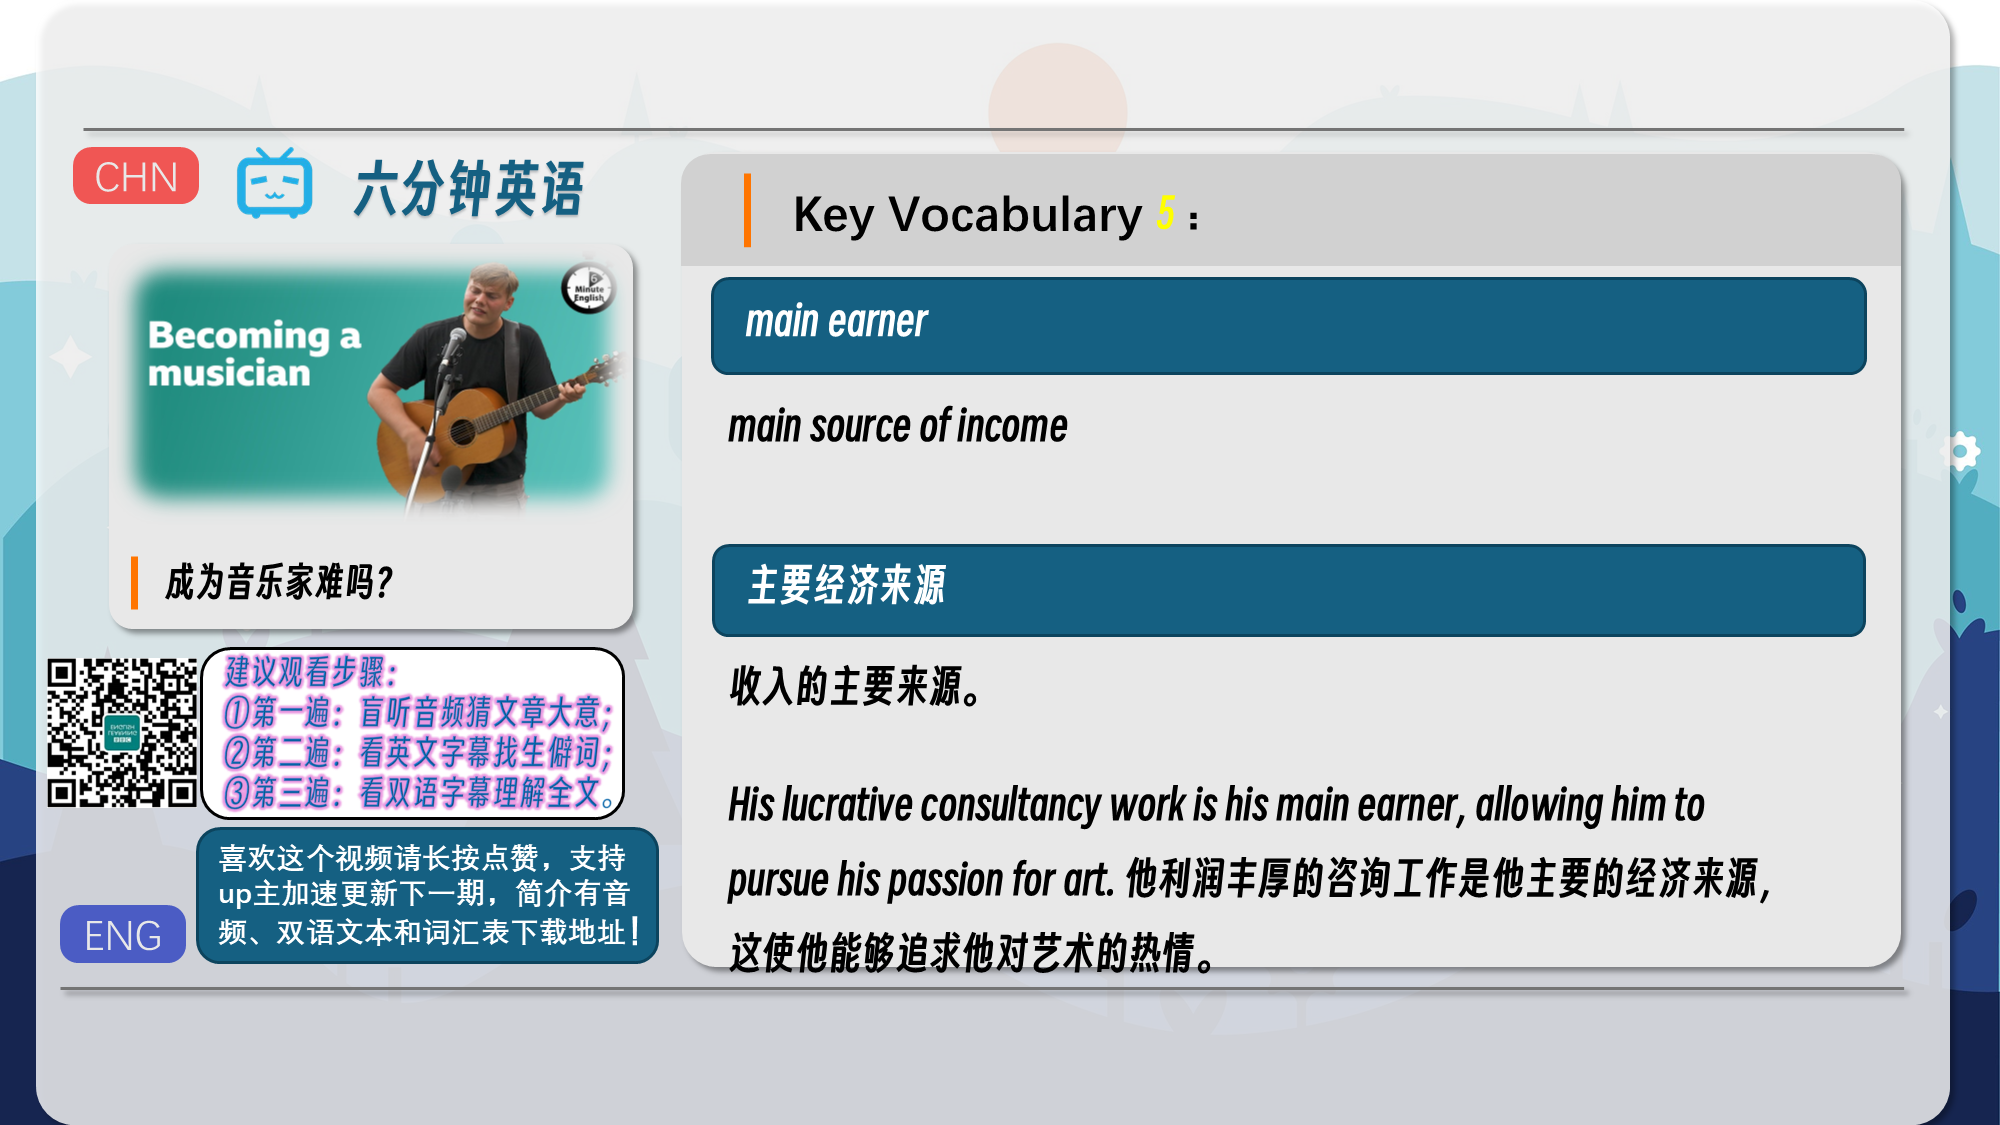 CHN
六分钟英语
Becoming a
musician
6
Minute
English
成为音乐家难吗?
建议观看步骤:
①第一遍: 盲听音频猜文章大意;
②第二遍: 看英文字幕找生僻词;
③第三遍: 看双语字幕理解全文。
喜欢这个视频请长按点赞，支持
up主加速更新下一期，简介有音
频、双语文本和词汇表下载地址!
ENG
Key Vocabulary 5 :
main earner
main source of income
主要经济来源
收入的主要来源。
His lucrative consultancy work is his main earner, allowing him to
pursue his passion for art. 他利润丰厚的咨询工作是他主要的经济来源,
这使他能够追求他对艺术的热情。